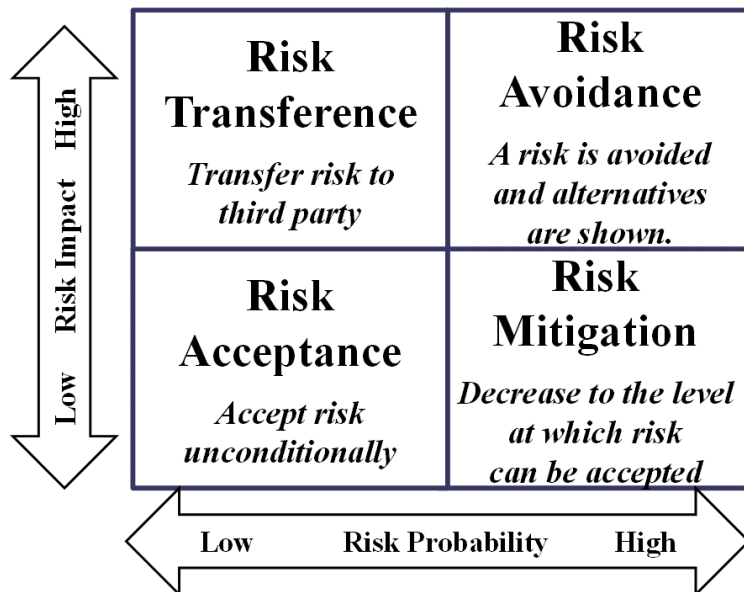 Risk
Transference
Transfer risk to
third party
Risk
Avoidance
A risk is avoided
and alternatives
are shown.
Risk
Acceptance
Accept risk
unconditionally
Risk
Mitigation
Decrease to the level
at which risk
can be accepted
Low Risk Impact High
Low Risk Probability High